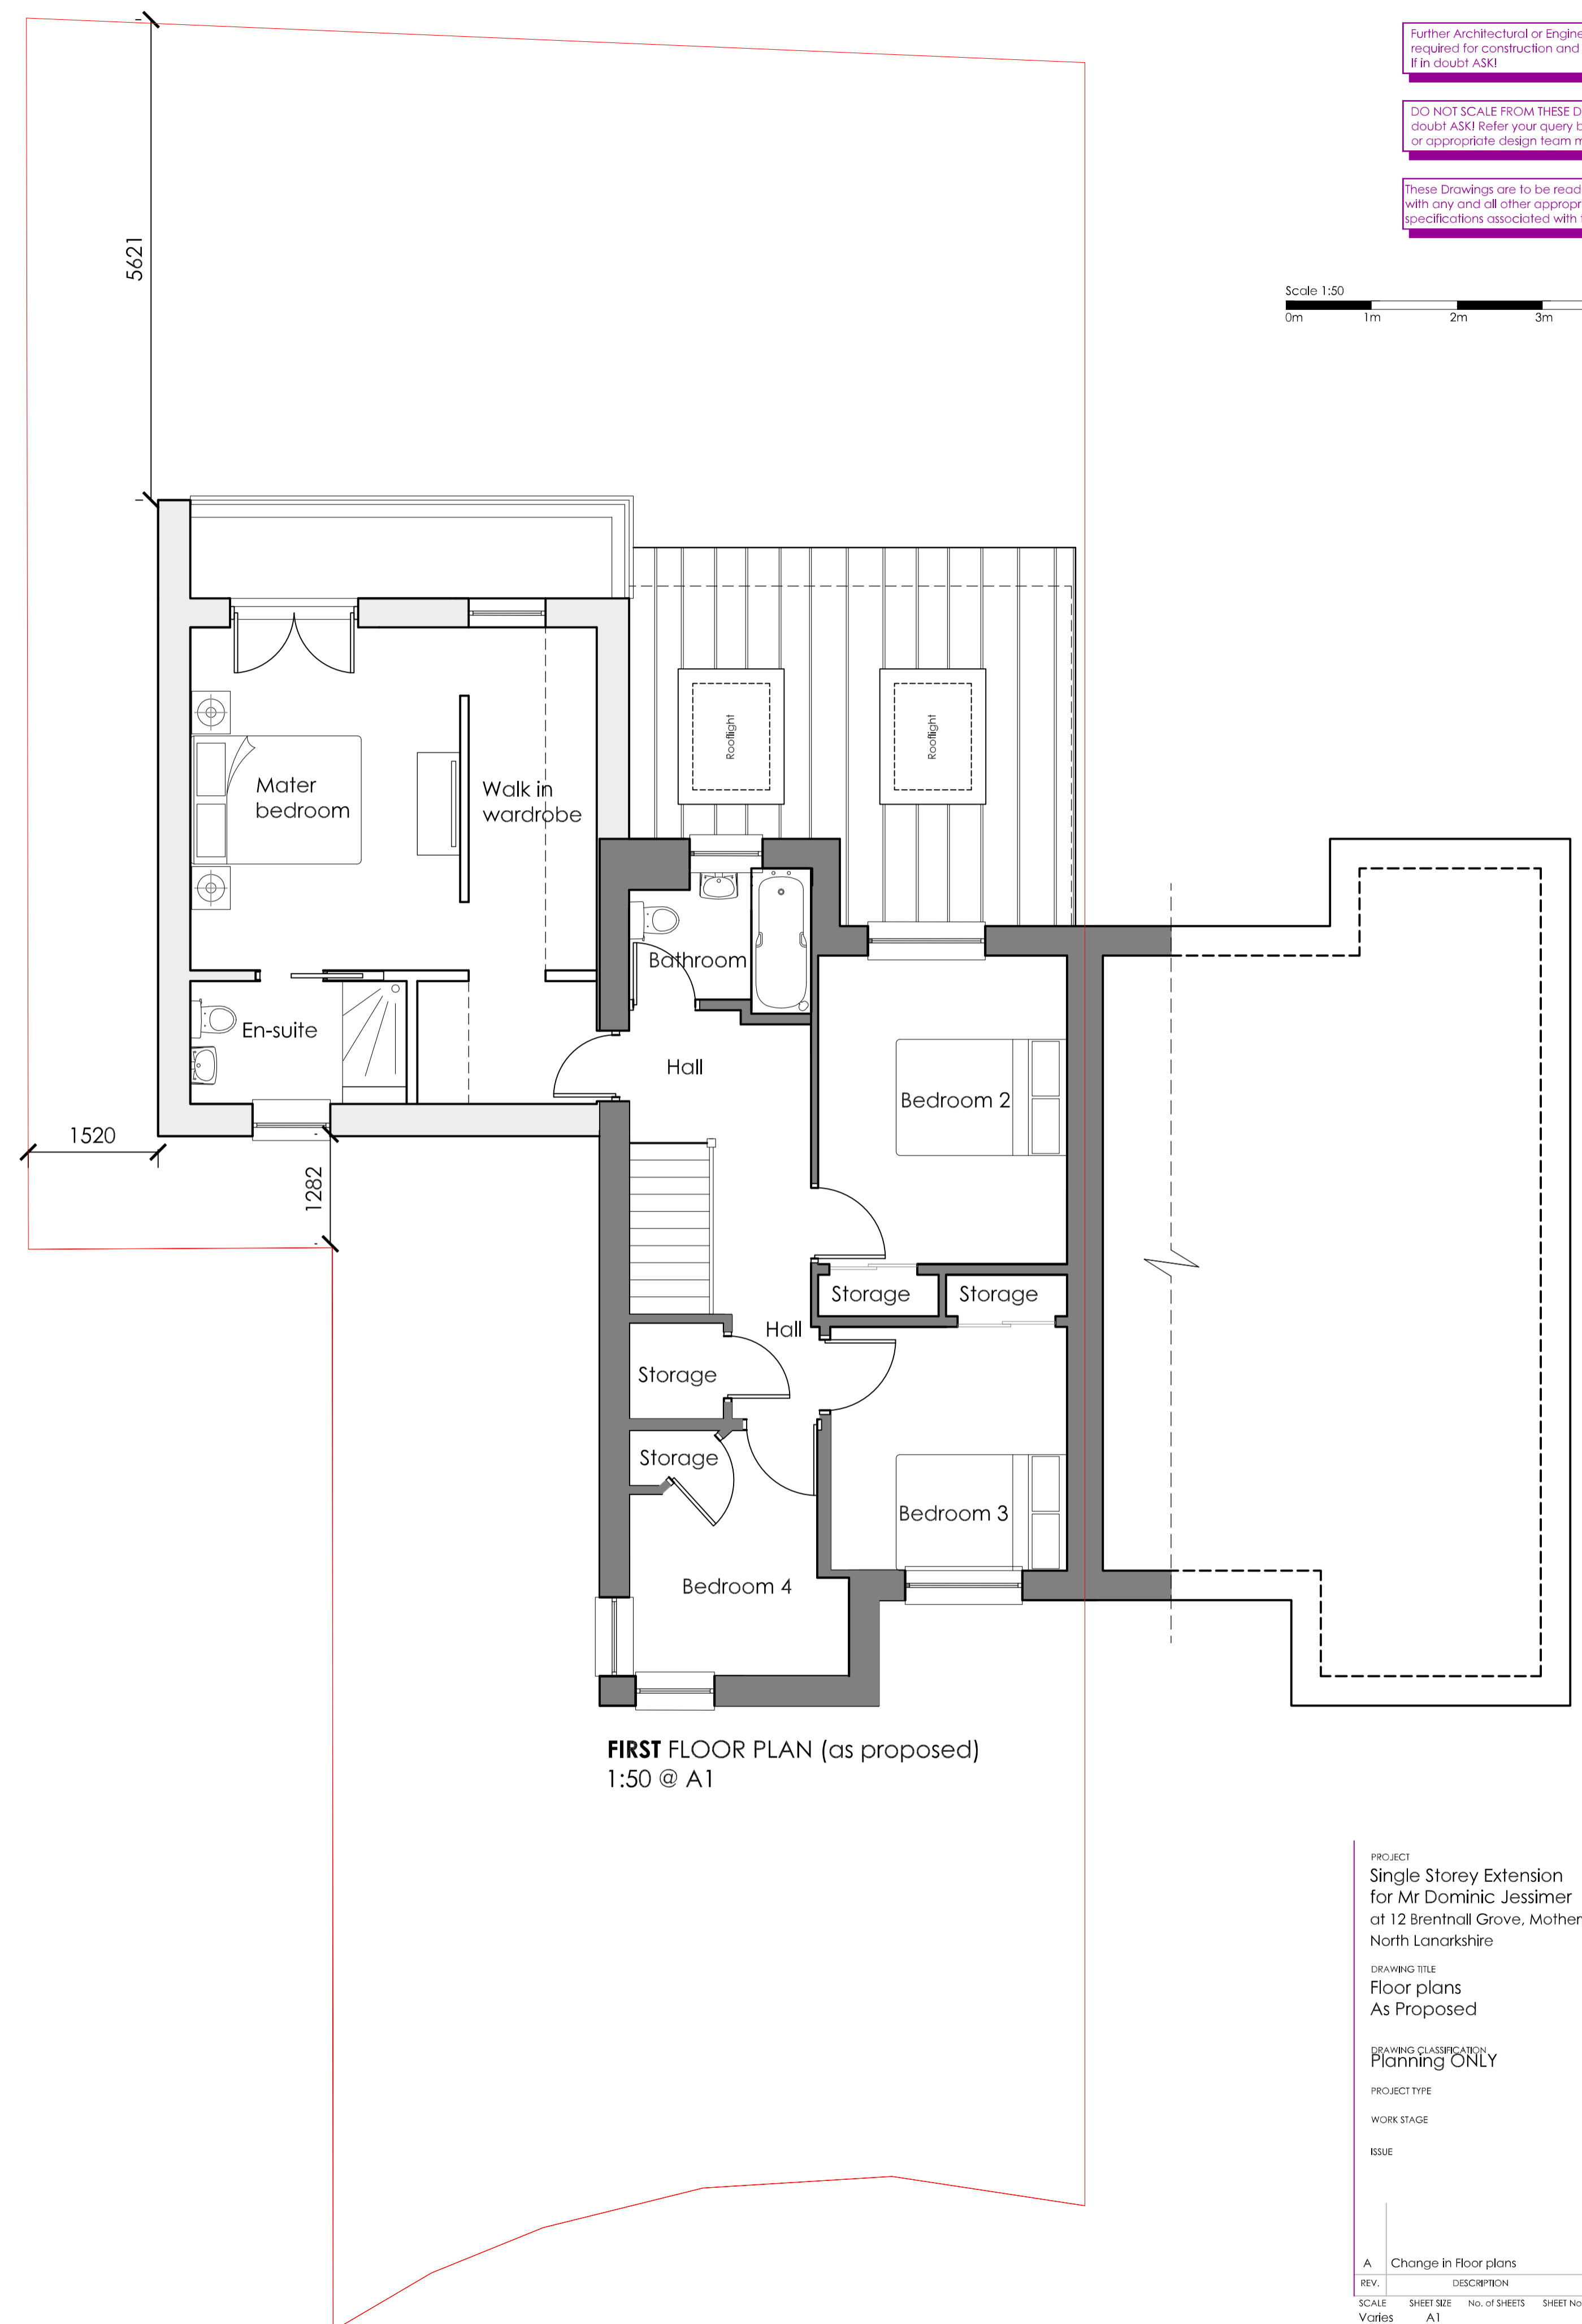 Further Architectural or Engine
required for construction and
If in doubt ASK!
DO NOT SCALE FROM THESE D
doubt ASK! Refer your query b
or appropriate design team m
These Drawings are to be read
with any and all other appropr
specifications associated with
Scale 1:50
0m 1m 2m 3m
5621
Rooflight
Rooflight
Mater
bedroom
Walk in
wardrobe
Bathroom
En-suite
Hall
Bedroom 2
1520
1282
Storage
Storage
Hall
Storage
Storage
Bedroom 3
Bedroom 4
FIRST FLOOR PLAN (as proposed)
1:50 @ A1
PROJECT
Single Storey Extension
for Mr Dominic Jessimer
at 12 Brentnall Grove, Mother
North Lanarkshire
DRAWING TITLE
Floor plans
As Proposed
DRAWING CLASSIFICATION
Planning ONLY
PROJECT TYPE
WORK STAGE
ISSUE
A Change in Floor plans
REV. DESCRIPTION
SCALE SHEET SIZE No. of SHEETS SHEET No
Varies A1